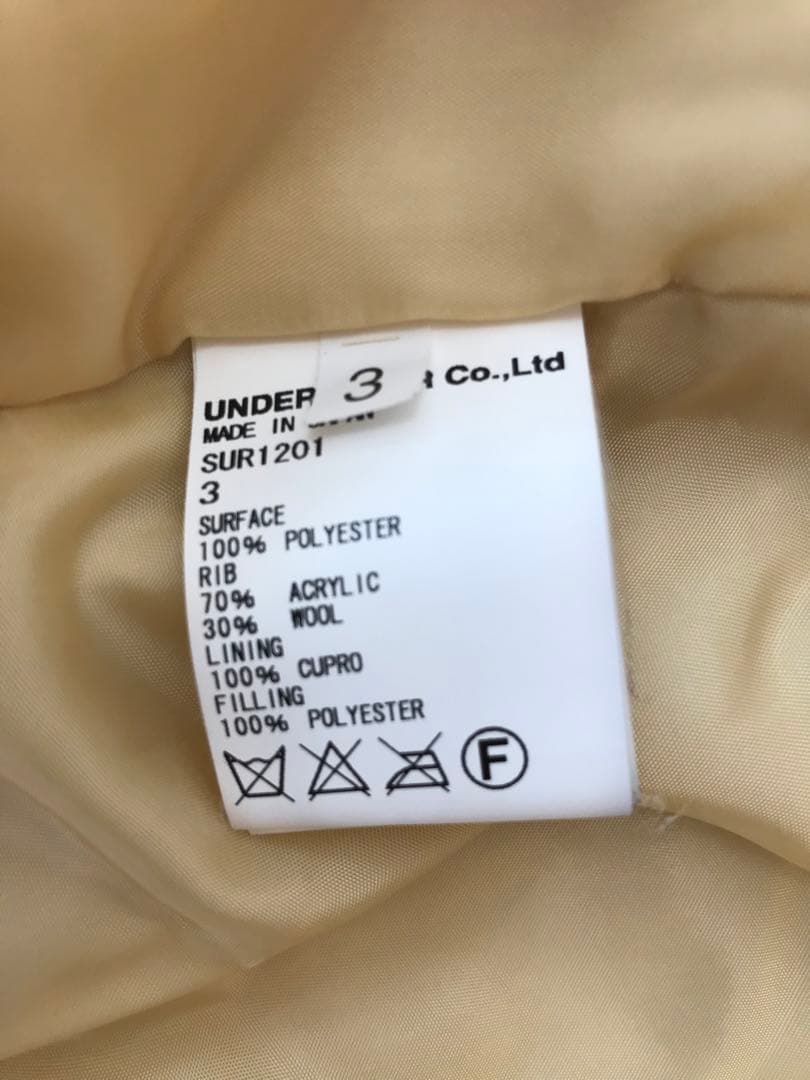 3
UNDER Co.,Ltd
MADE IN
SUR1201
3
SURFACE
100% POLYESTER
RIB
70% ACRYLIC
30% WOOL
LINING
100% CUPRO
FILLING
100% POLYESTER
F